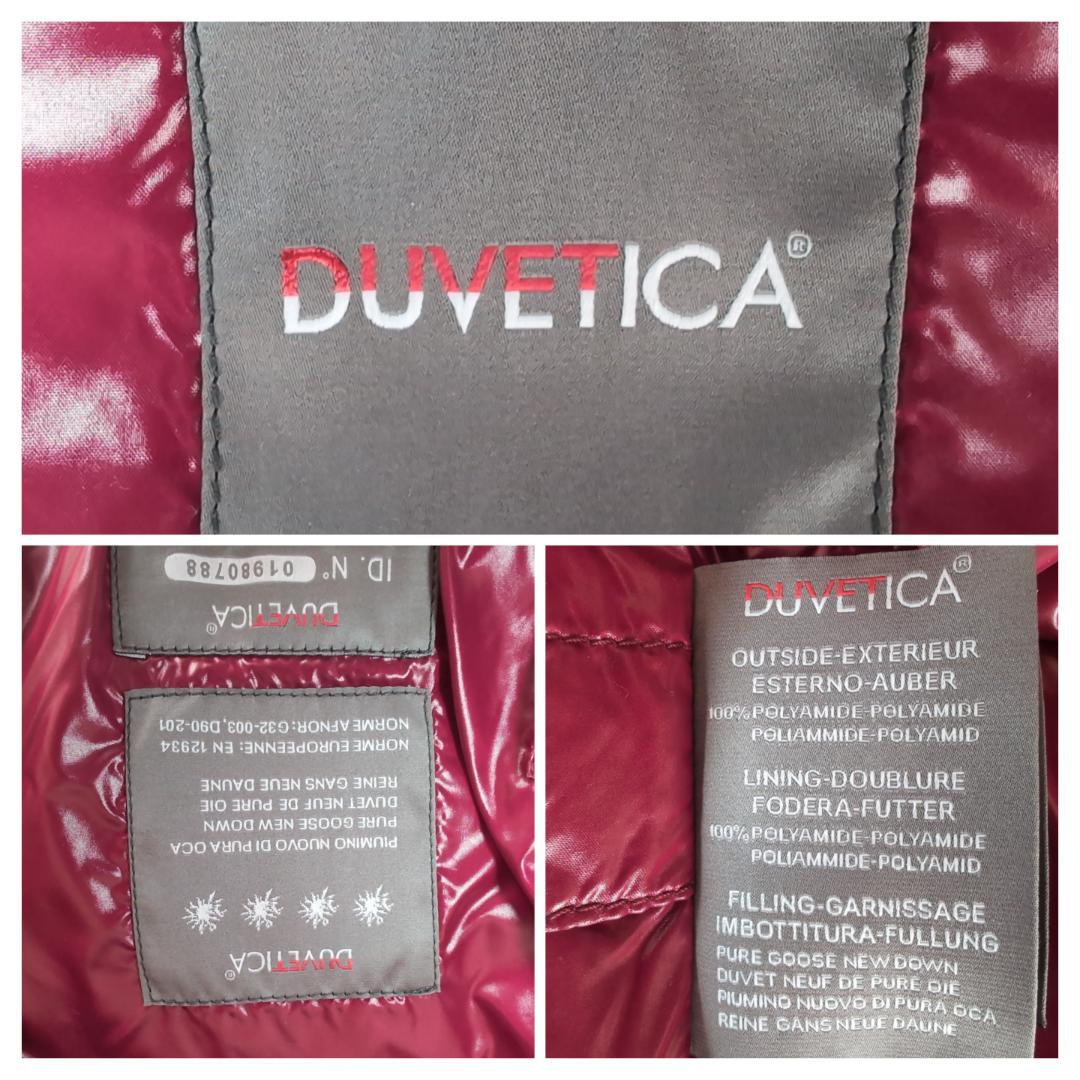 DUVETICA®
ID. N° 01980788
DUVETICA®
DUVETICA®
PIUMINO NUOVO DI PURA OCA
PURE GOOSE NEW DOWN
DUVET NEUF DE PURE OIE
REINE GANS NEUE DAUNE
NORME EUROPEENNE: EN 12934
NORME AFNOR: G32-003, D90-201
DUVETICA®
OUTSIDE-EXTERIEUR
ESTERNO-AUBER
100% POLYAMIDE-POLYAMIDE
POLIAMMIDE-POLYAMID
LINING-DOUBLURE
FODERA-FUTTER
100% POLYAMIDE-POLYAMIDE
POLIAMMIDE-POLYAMID
FILLING-GARNISSAGE
IMBOTTITURA-FULLUNG
PURE GOOSE NEW DOWN
DUVET NEUF DE PURE OIE
PIUMINO NUOVO DI PURA OCA
REINE GANS NEUE DAUNE